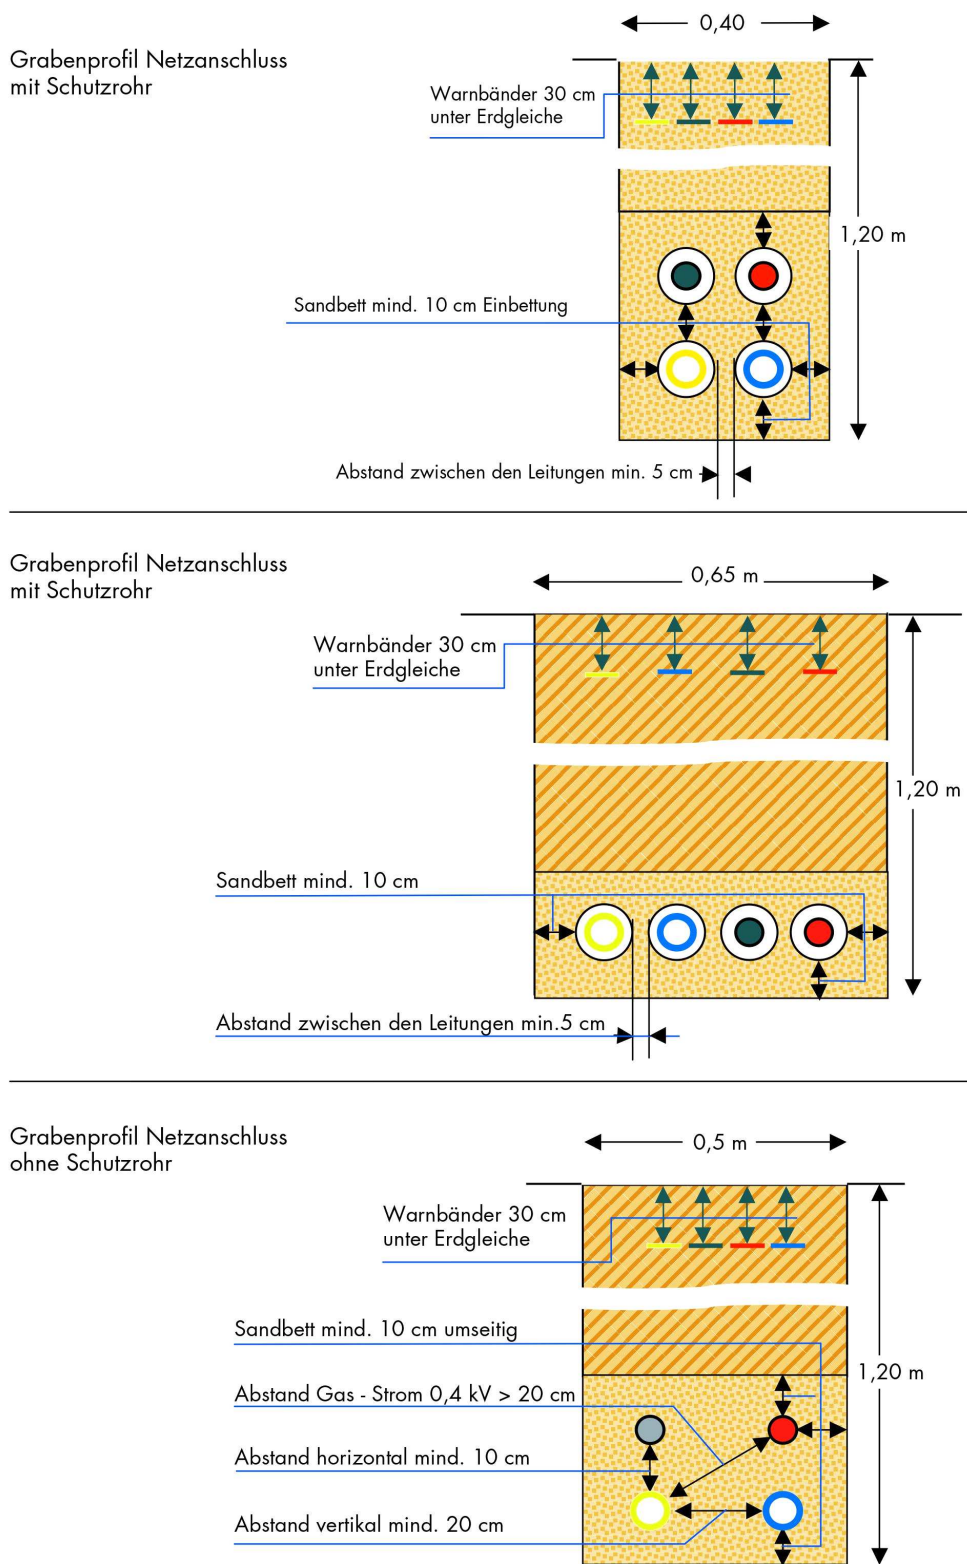 0,40
Grabenprofil Netzanschluss
mit Schutzrohr
Warnbänder 30 cm
unter Erdgleiche
1,20 m
Sandbett mind. 10 cm Einbettung
Abstand zwischen den Leitungen min. 5 cm
Grabenprofil Netzanschluss
mit Schutzrohr
0,65 m
Warnbänder 30 cm
unter Erdgleiche
1,20 m
Sandbett mind. 10 cm
Abstand zwischen den Leitungen min.5 cm
Grabenprofil Netzanschluss
ohne Schutzrohr
0,5 m
Warnbänder 30 cm
unter Erdgleiche
Sandbett mind. 10 cm umseitig
1,20 m
Abstand Gas - Strom 0,4 kV > 20 cm
Abstand horizontal mind. 10 cm
Abstand vertikal mind. 20 cm